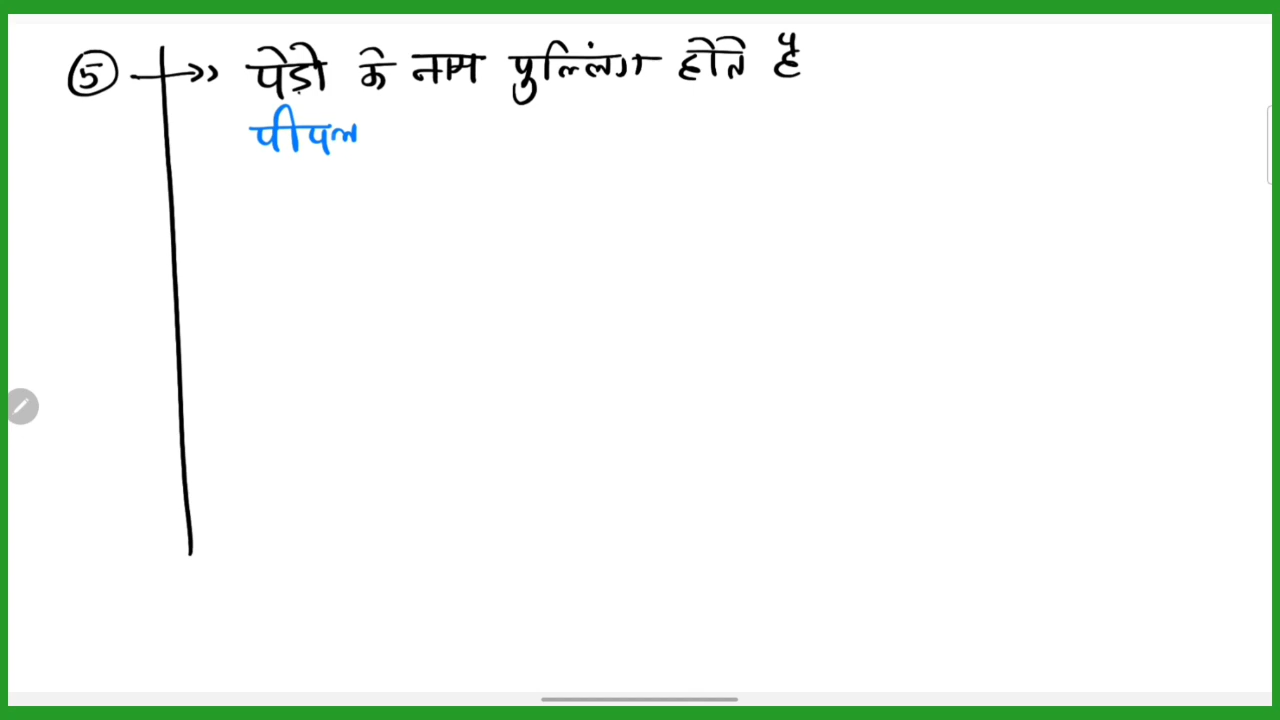 ⑤ →» पेड़ो के नाम पुल्लिंग होते है
पीपल